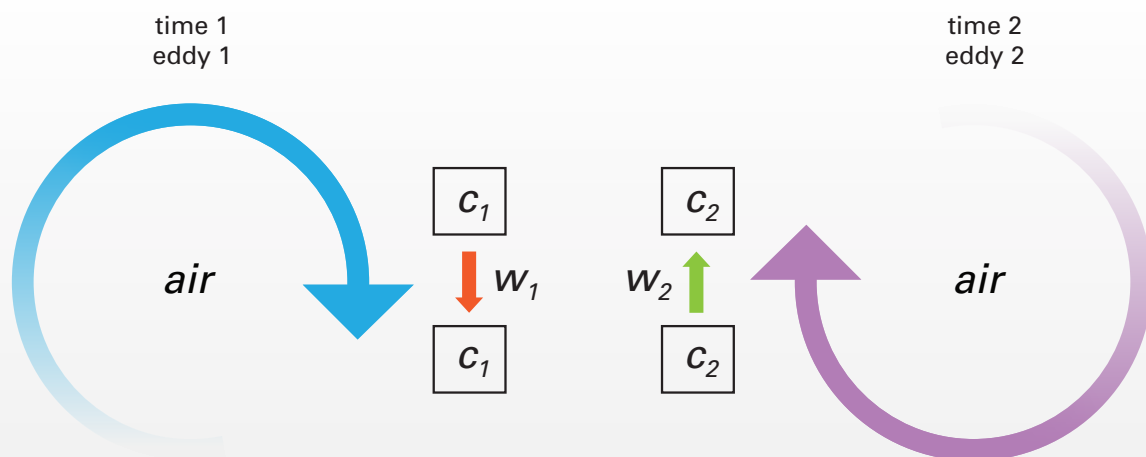 time 1
eddy 1
time 2
eddy 2
c₁
c₂
air
w₁
w₂
air
c₁
c₂